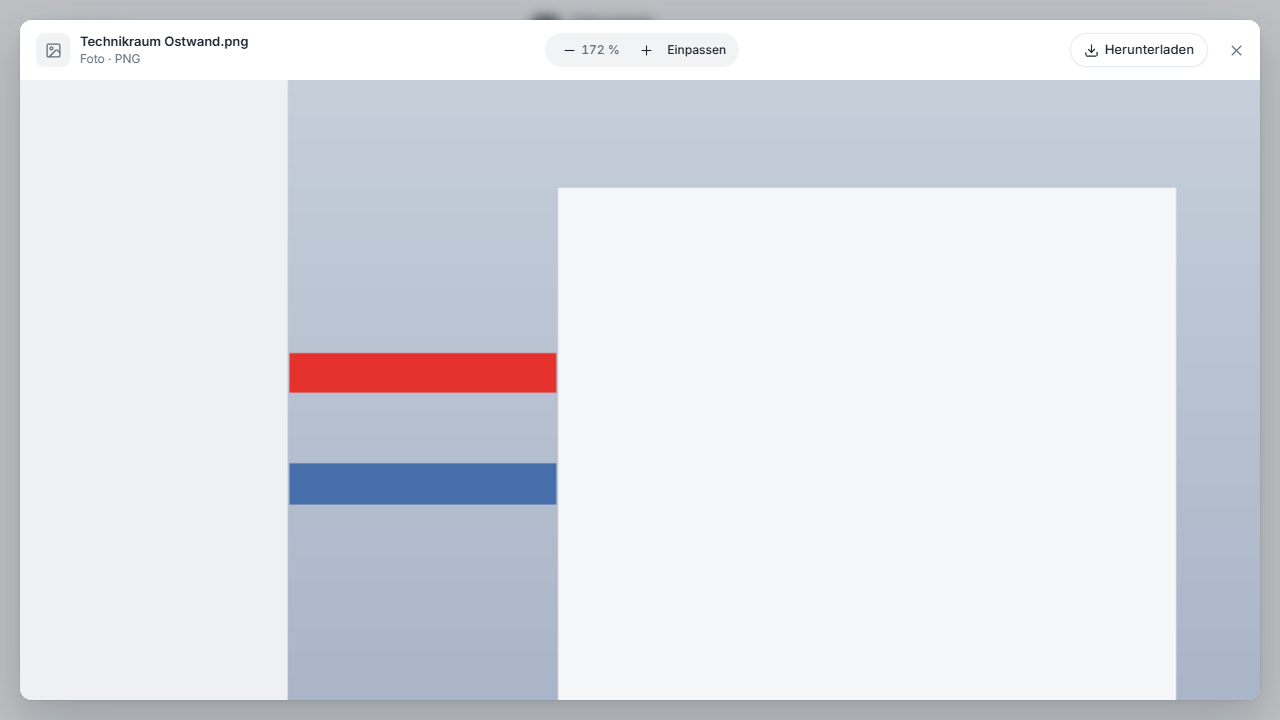 Technikraum Ostwand.png
Foto · PNG
172 %
Einpassen
Herunterladen